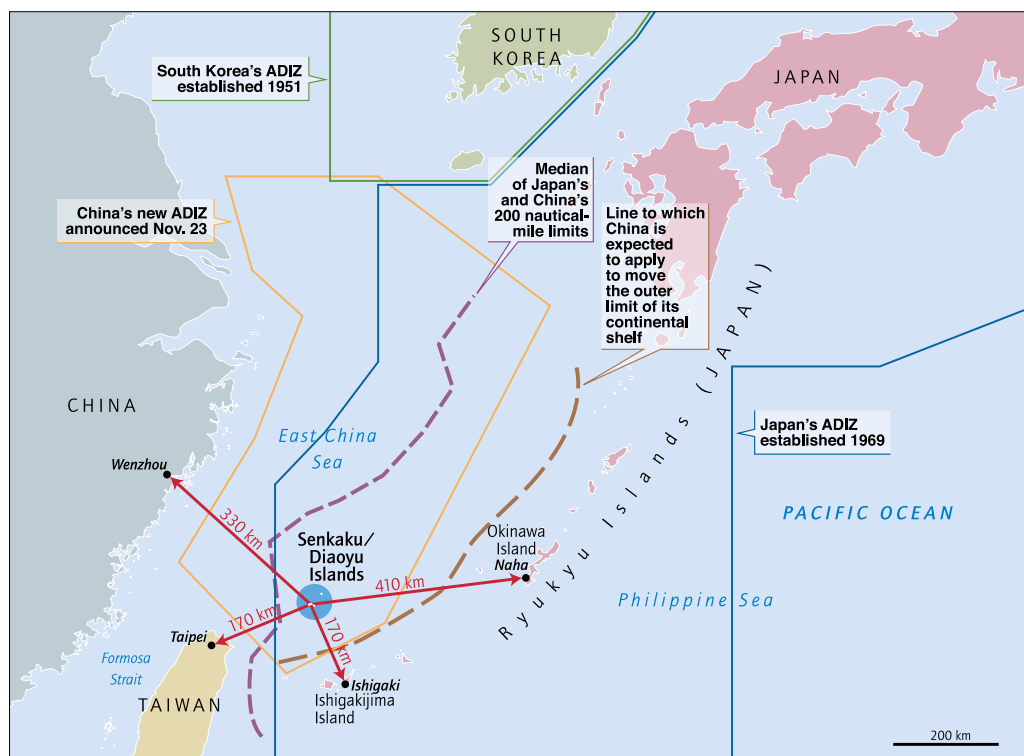 SOUTH
KOREA
JAPAN
South Korea's ADIZ
established 1951
Median
of Japan's
and China's
200 nautical-
mile limits
China's new ADIZ
announced Nov. 23
Line to which
China is
expected
to apply
to move
the outer
limit of its
continental
shelf
CHINA
East China
Sea
Japan's ADIZ
established 1969
Wenzhou
330 km
PACIFIC OCEAN
Senkaku/
Diaoyu
Islands
Okinawa
Island
Naha
410 km
Ryukyu Islands (JAPAN)
Philippine Sea
170 km
170 km
Taipei
Formosa
Strait
TAIWAN
Ishigaki
Ishigakijima
Island
200 km